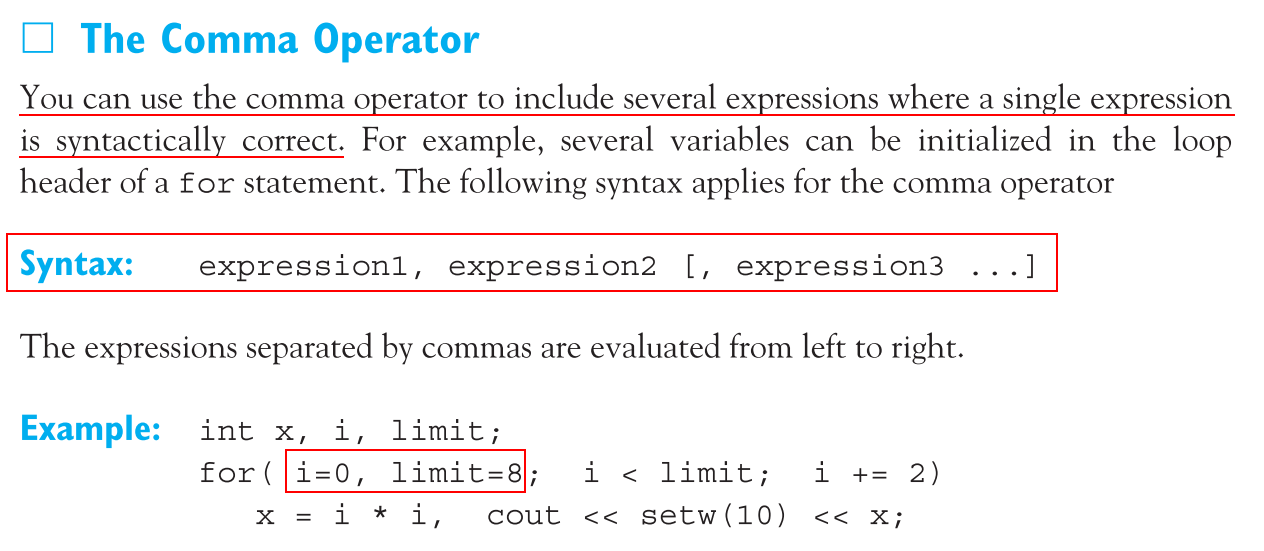 The Comma Operator
You can use the comma operator to include several expressions where a single expression
is syntactically correct. For example, several variables can be initialized in the loop
header of a for statement. The following syntax applies for the comma operator
Syntax: expression1, expression2 [, expression3 ...]
The expressions separated by commas are evaluated from left to right.
Example: int x, i, limit;
for( i=0, limit=8; i < limit; i += 2)
x = i * i, cout << setw(10) << x;